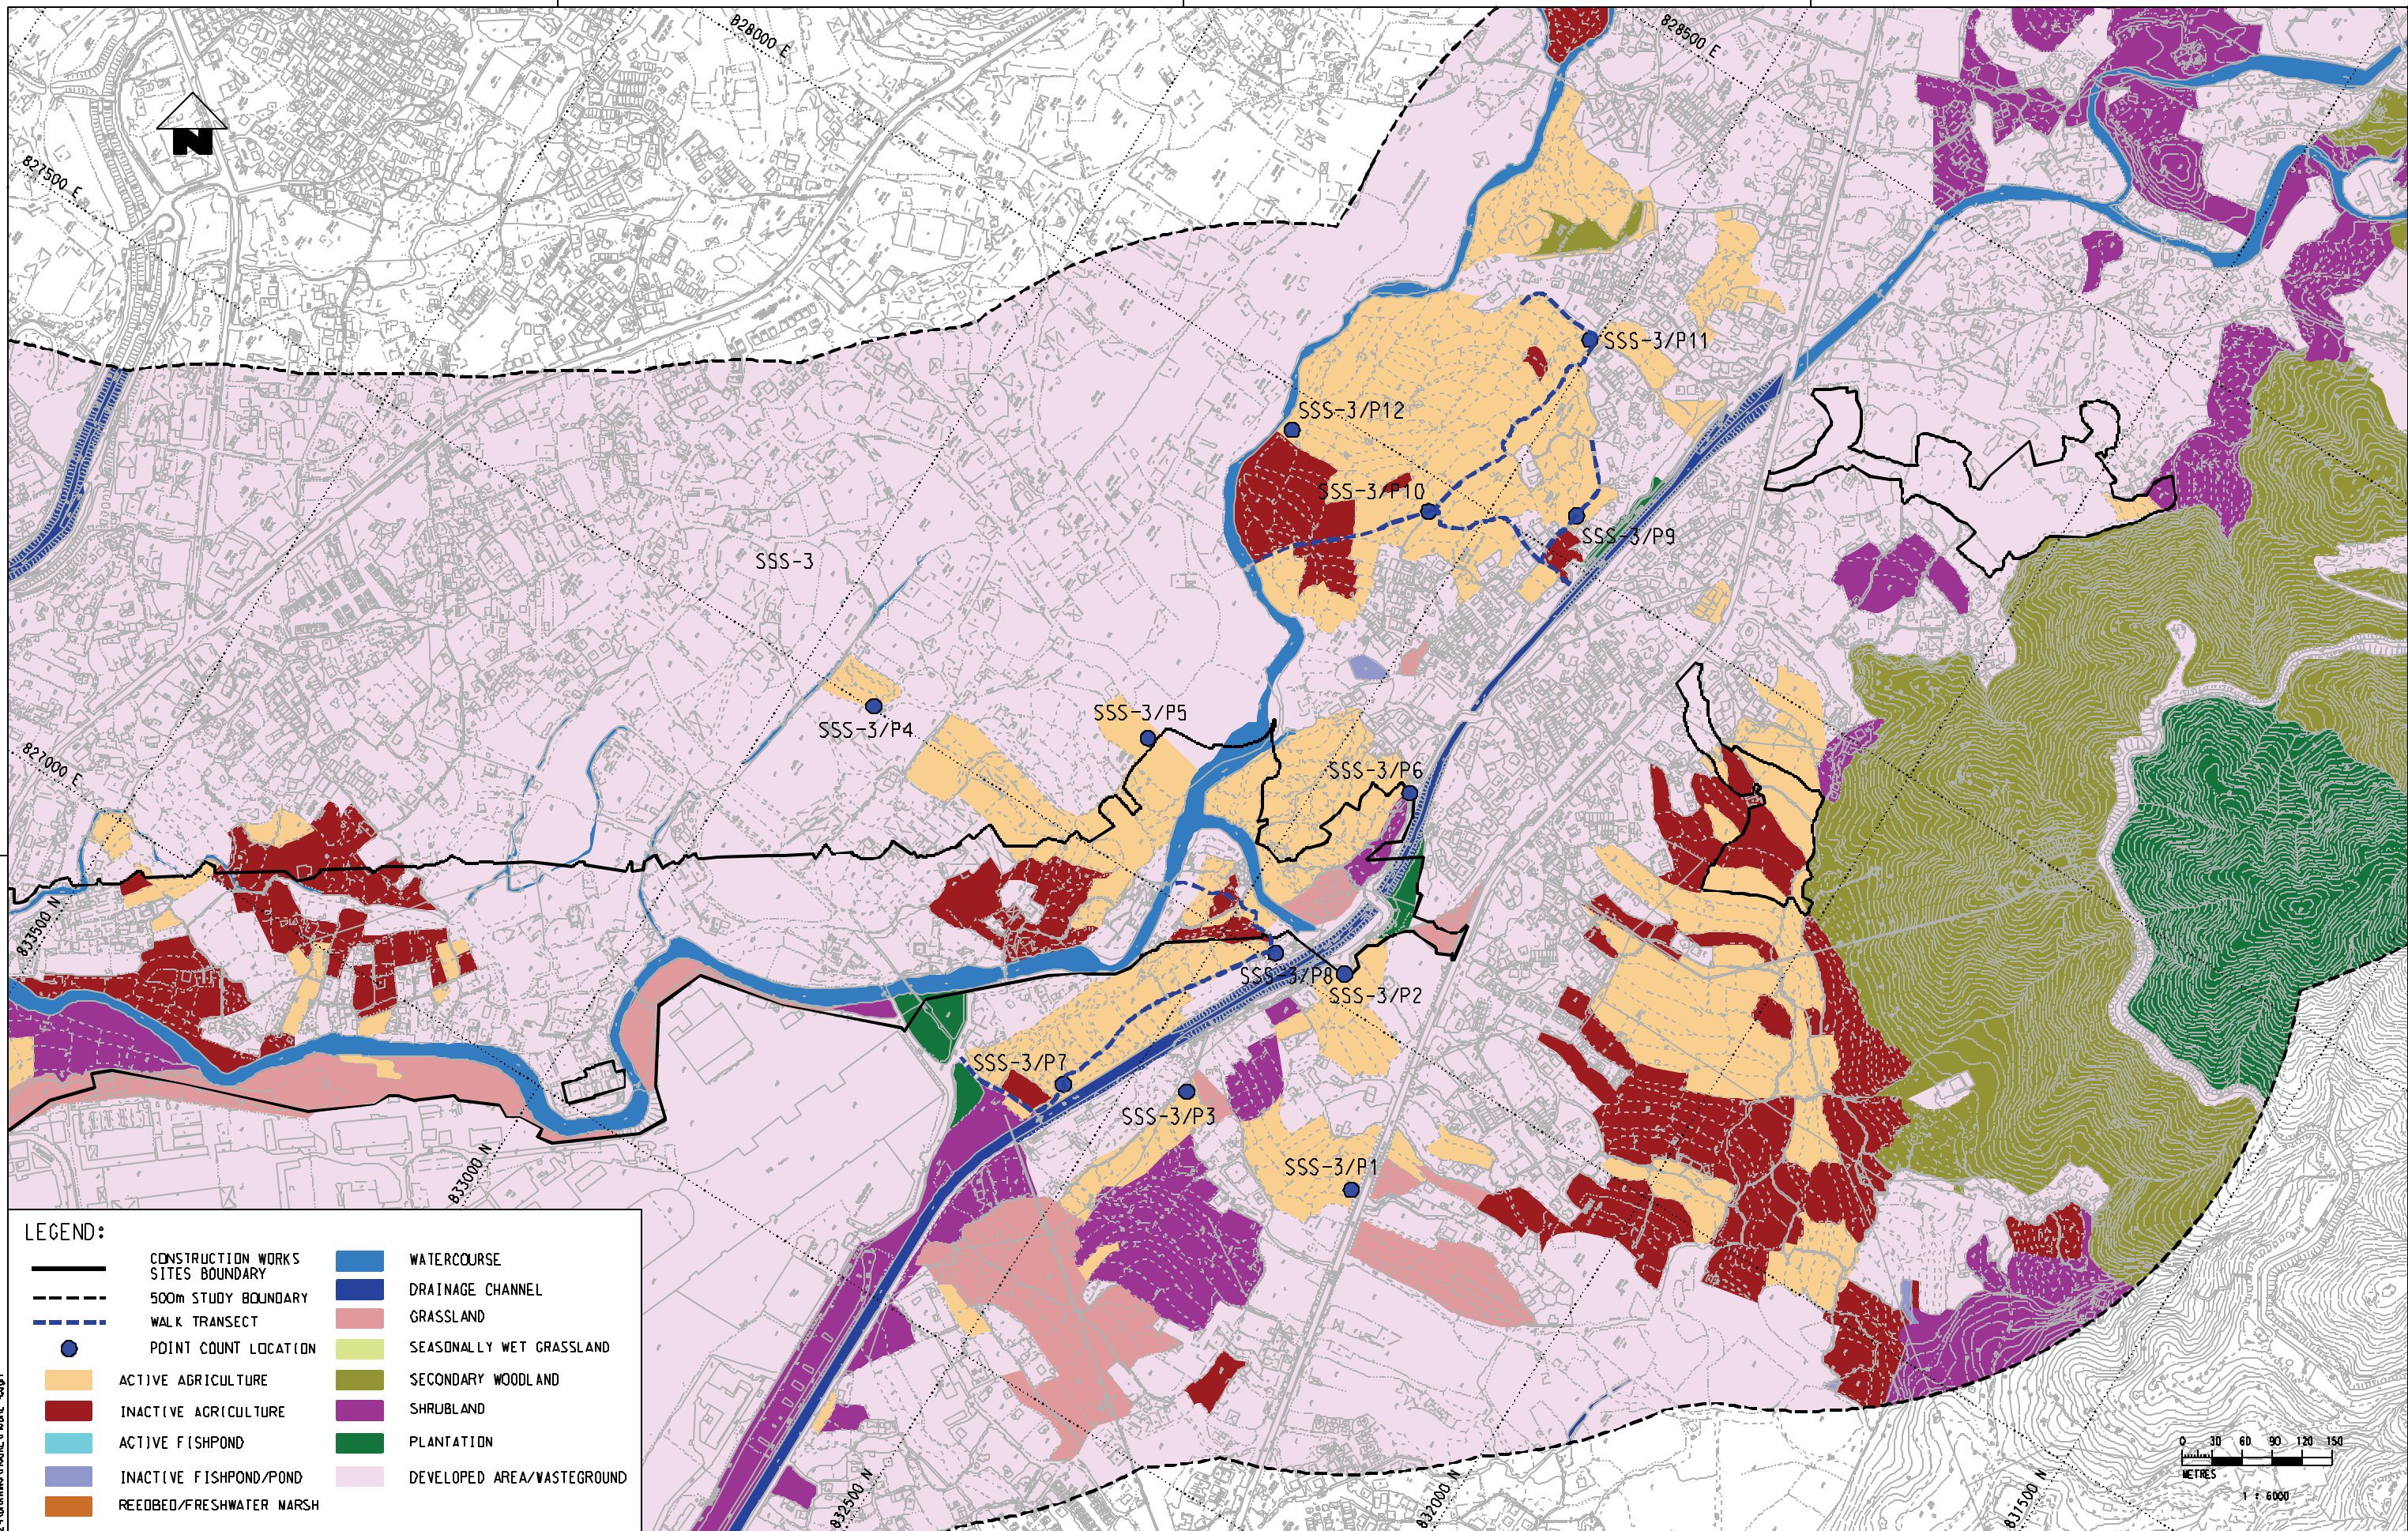 828000 E
828500 E
N
827500 E
SSS-3/P11
SSS-3/P12
SSS-3/P10
SSS-3/P9
SSS-3
SSS-3/P5
SSS-3/P4
827000 E
SSS-3/P6
833500 N
SSS-3/P8
SSS-3/P2
SSS-3/P7
SSS-3/P3
SSS-3/P1
833000 N
832500 N
832000 N
831500 N
LEGEND:
CONSTRUCTION WORKS
SITES BOUNDARY
500m STUDY BOUNDARY
WALK TRANSECT
POINT COUNT LOCATION
ACTIVE AGRICULTURE
INACTIVE AGRICULTURE
ACTIVE FISHPOND
INACTIVE FISHPOND/POND
REEDBED/FRESHWATER MARSH
WATERCOURSE
DRAINAGE CHANNEL
GRASSLAND
SEASONALLY WET GRASSLAND
SECONDARY WOODLAND
SHRUBLAND
PLANTATION
DEVELOPED AREA/WASTEGROUND
0 30 60 90 120 150
METRES
1 : 6000